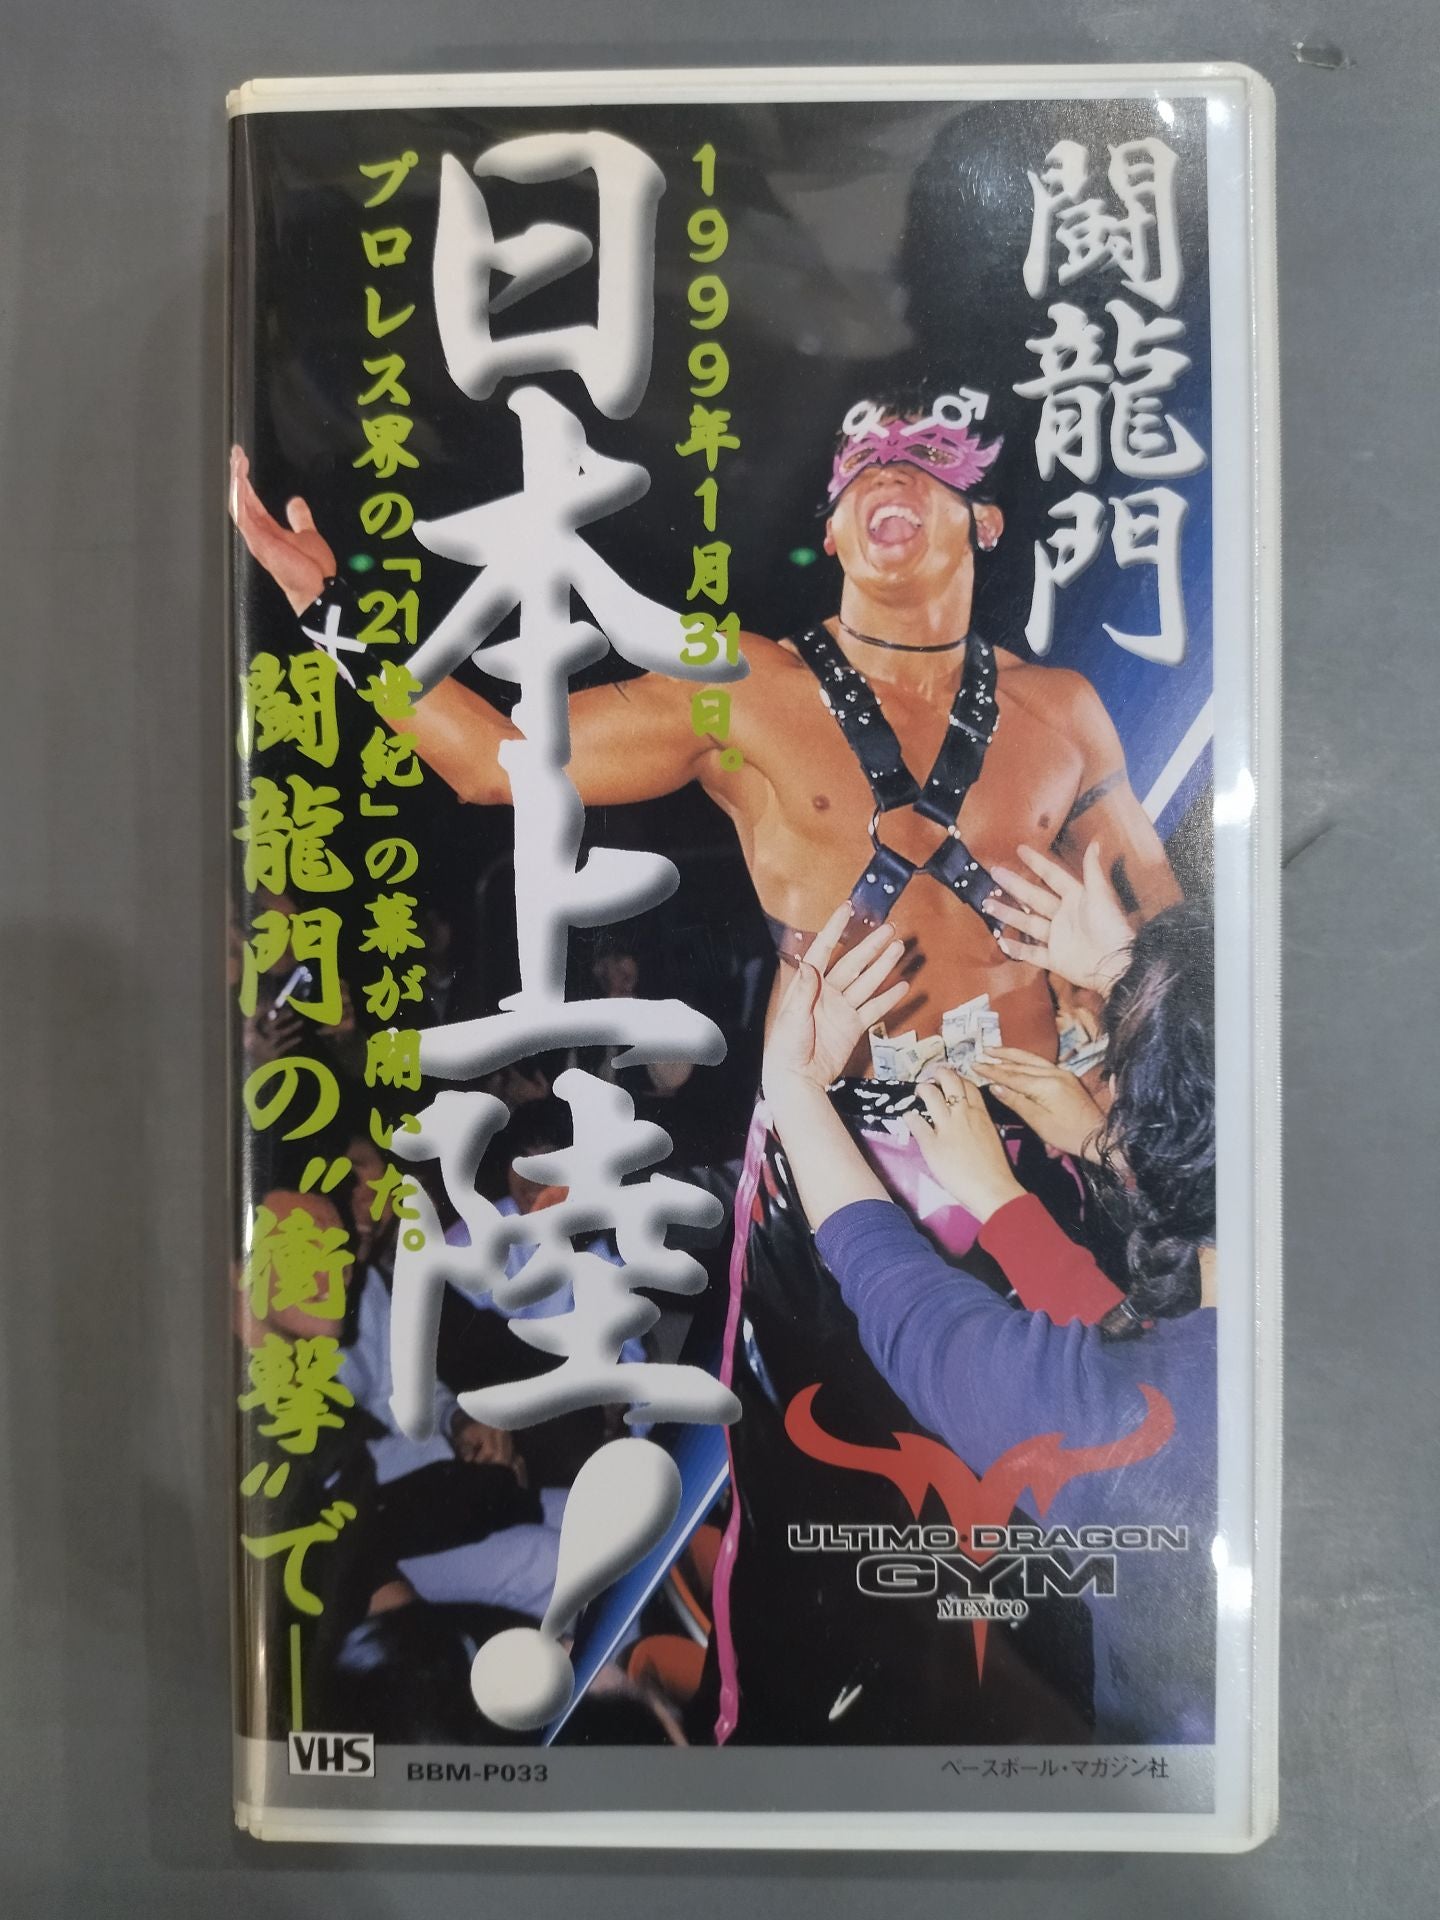 闘龍門
1999年1月31日。
日本上陸!
プロレス界の「21世紀」の幕が開いた。
闘龍門の"衝撃"で――
ULTIMO・DRAGON
GYM
MEXICO
VHS
BBM-P033
ベースボール・マガジン社